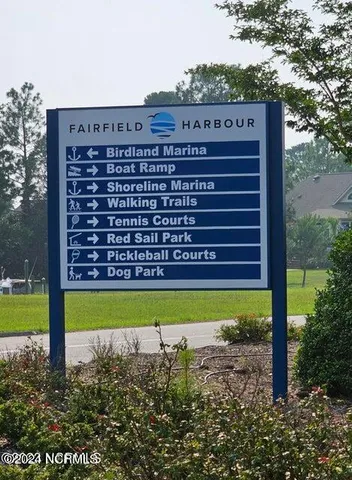 FAIRFIELD HARBOUR
← Birdland Marina
→ Boat Ramp
→ Shoreline Marina
→ Walking Trails
→ Tennis Courts
→ Red Sail Park
→ Pickleball Courts
→ Dog Park
©2024 NCRMLS